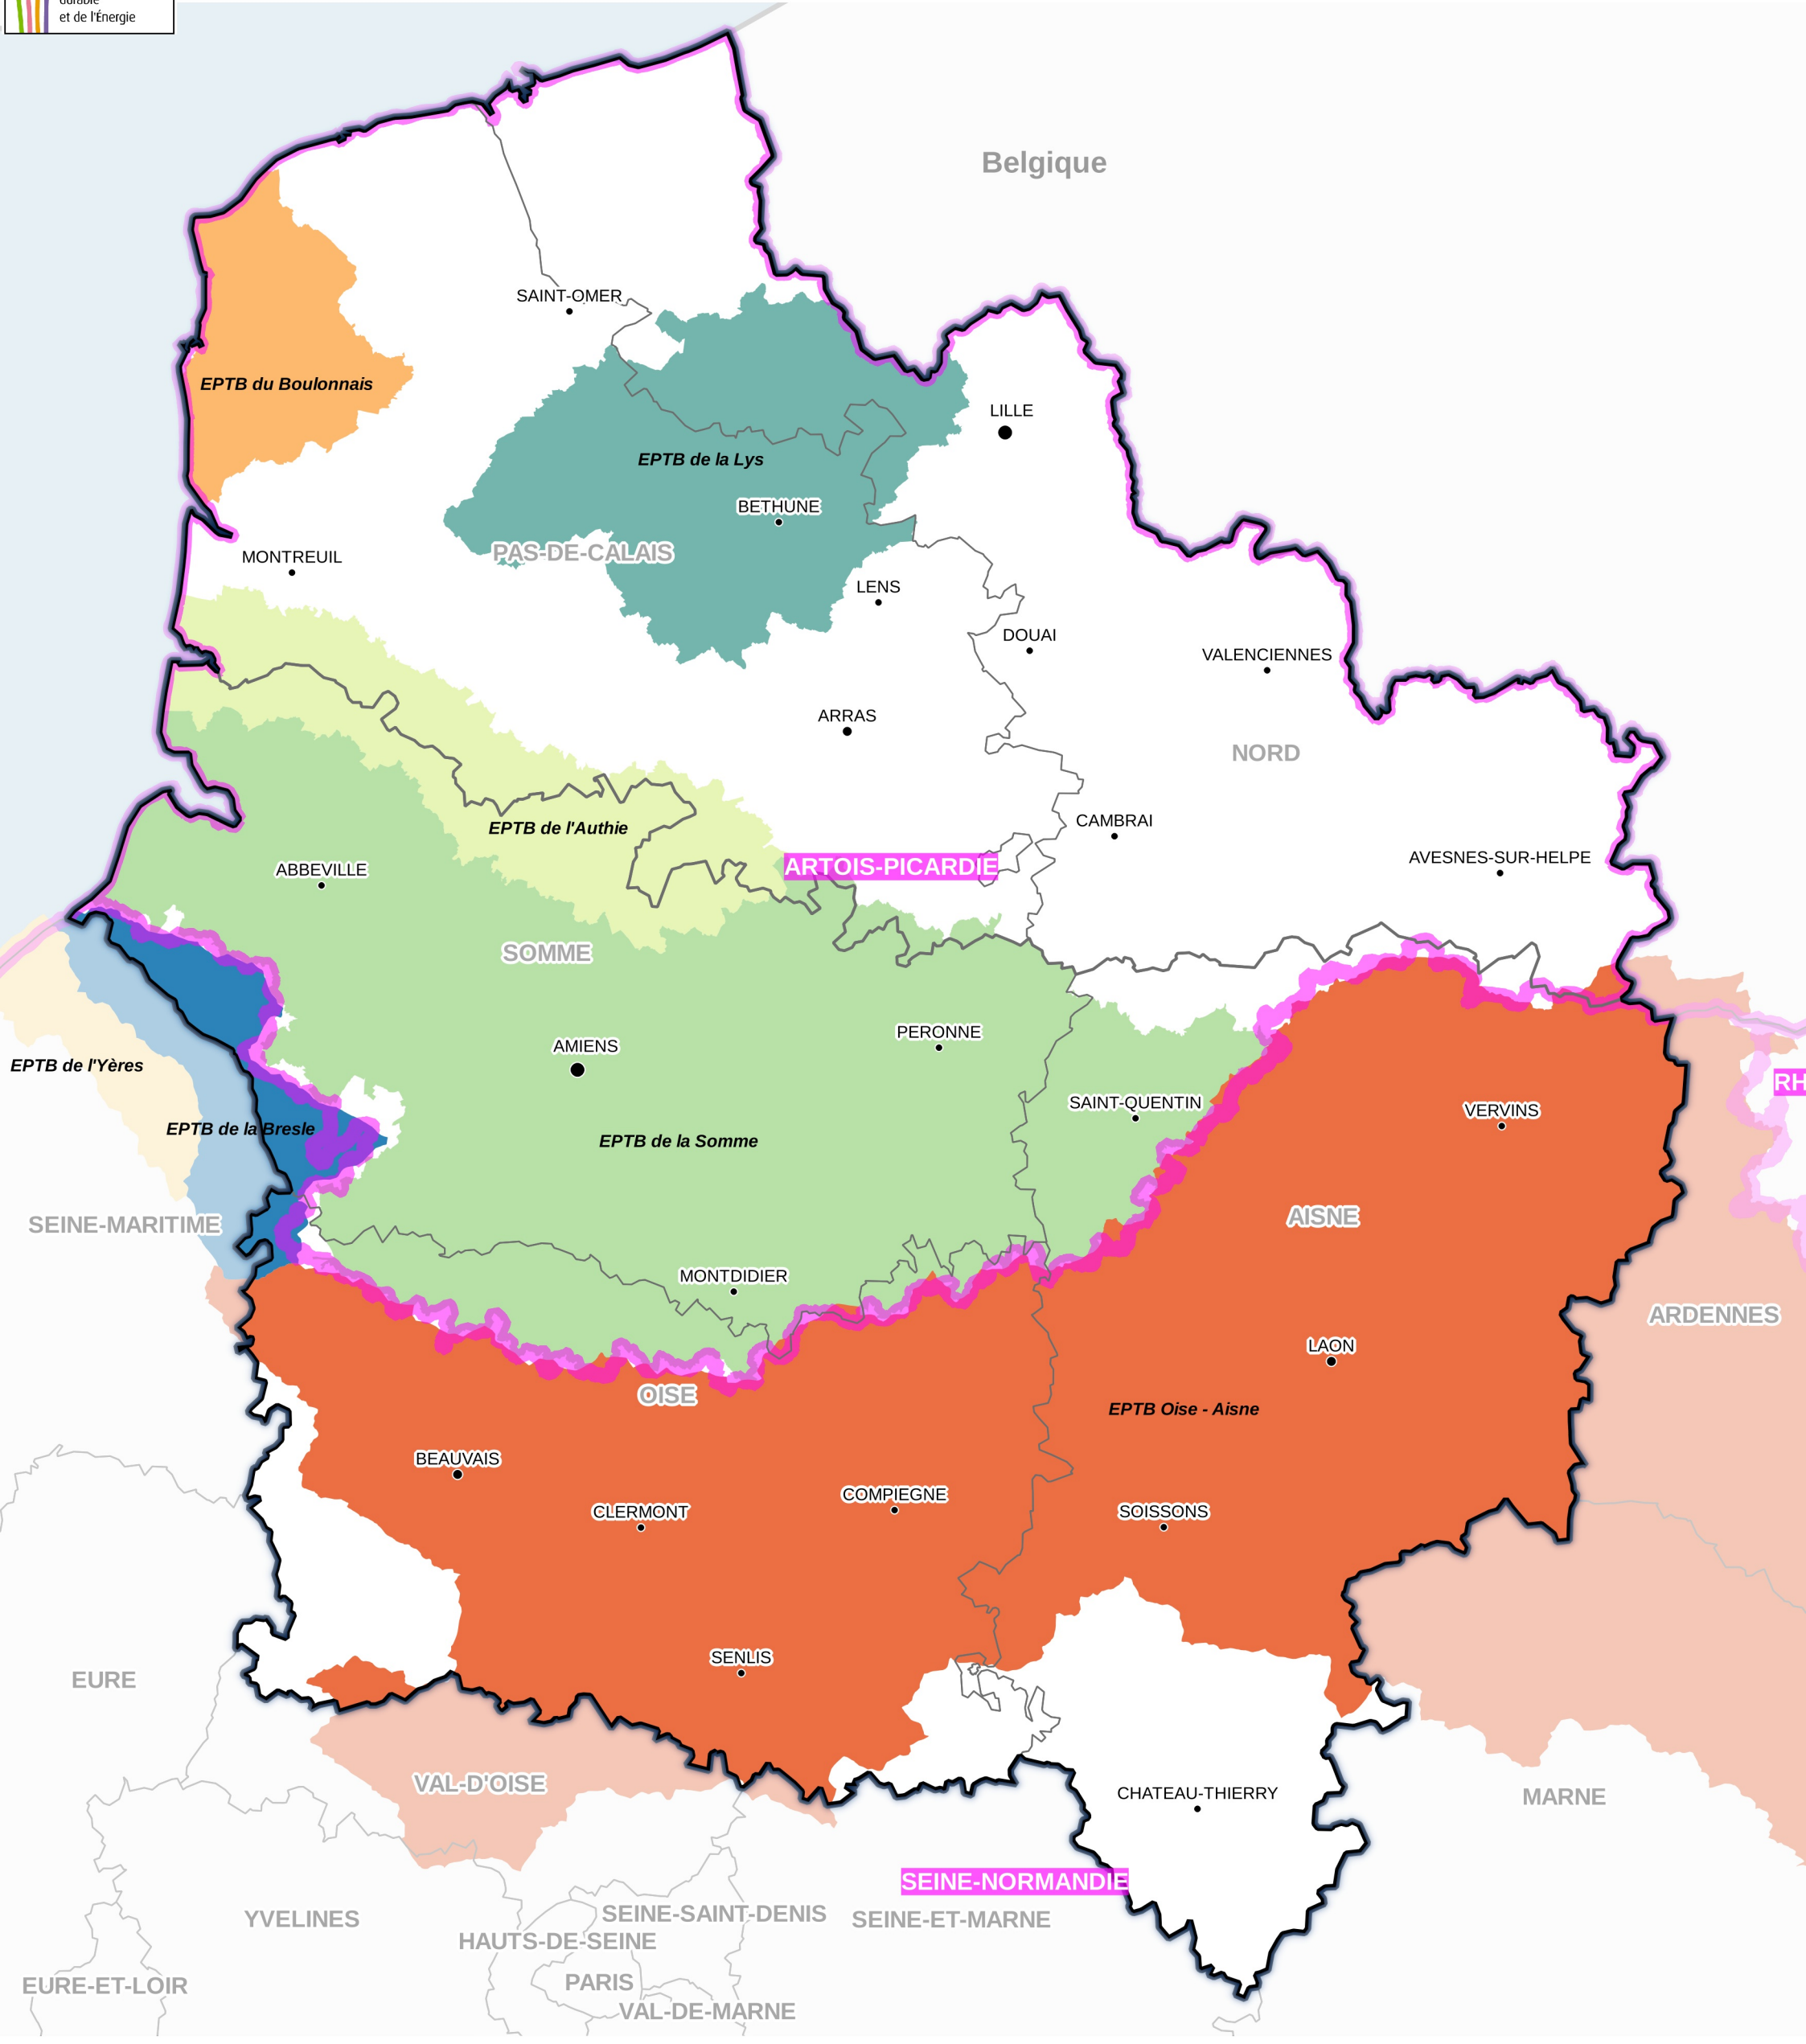 durable
et de l'Énergie
Belgique
SAINT-OMER
EPTB du Boulonnais
LILLE
EPTB de la Lys
BETHUNE
PAS-DE-CALAIS
MONTREUIL
LENS
DOUAI
VALENCIENNES
ARRAS
NORD
CAMBRAI
EPTB de l'Authie
AVESNES-SUR-HELPE
ARTOIS-PICARDIE
ABBEVILLE
SOMME
PERONNE
AMIENS
EPTB de l'Yères
RH
SAINT-QUENTIN
VERVINS
EPTB de la Bresle
EPTB de la Somme
AISNE
SEINE-MARITIME
MONTDIDIER
ARDENNES
LAON
OISE
EPTB Oise - Aisne
BEAUVAIS
COMPIEGNE
CLERMONT
SOISSONS
SENLIS
EURE
VAL-D'OISE
CHATEAU-THIERRY
MARNE
SEINE-NORMANDIE
SEINE-SAINT-DENIS
YVELINES
SEINE-ET-MARNE
HAUTS-DE-SEINE
PARIS
EURE-ET-LOIR
VAL-DE-MARNE